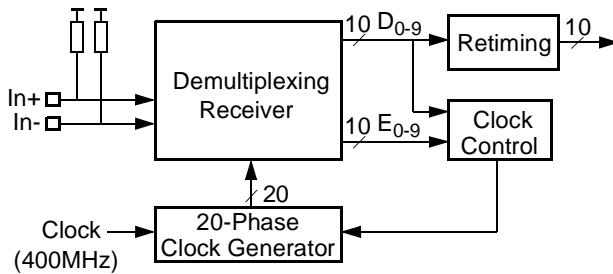 10 D0-9
10
Retiming
Demultiplexing
Receiver
In+
In-
10 E0-9
Clock
Control
20
Clock
(400MHz)
20-Phase
Clock Generator